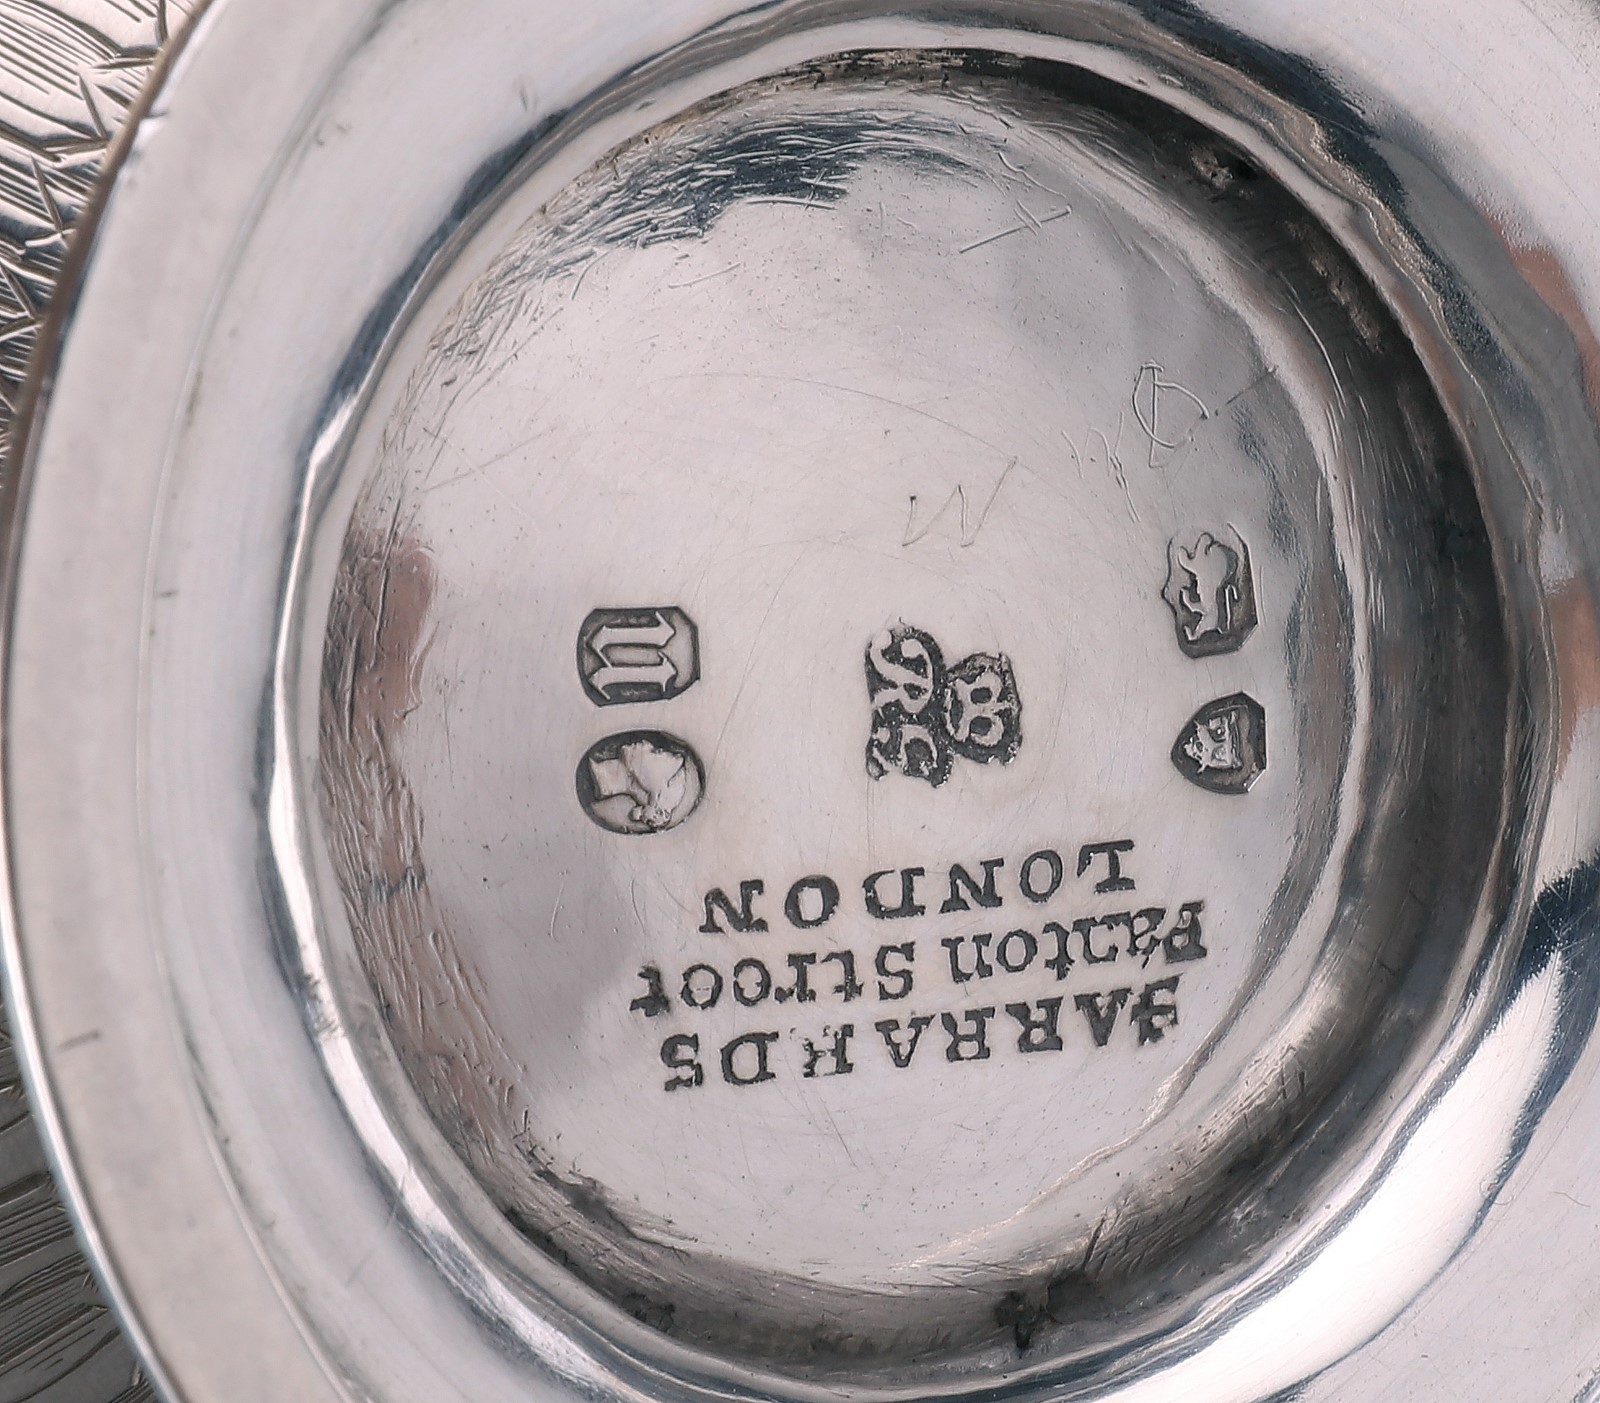 GARRARDS
Panton Street
LONDON
R.G
B
u